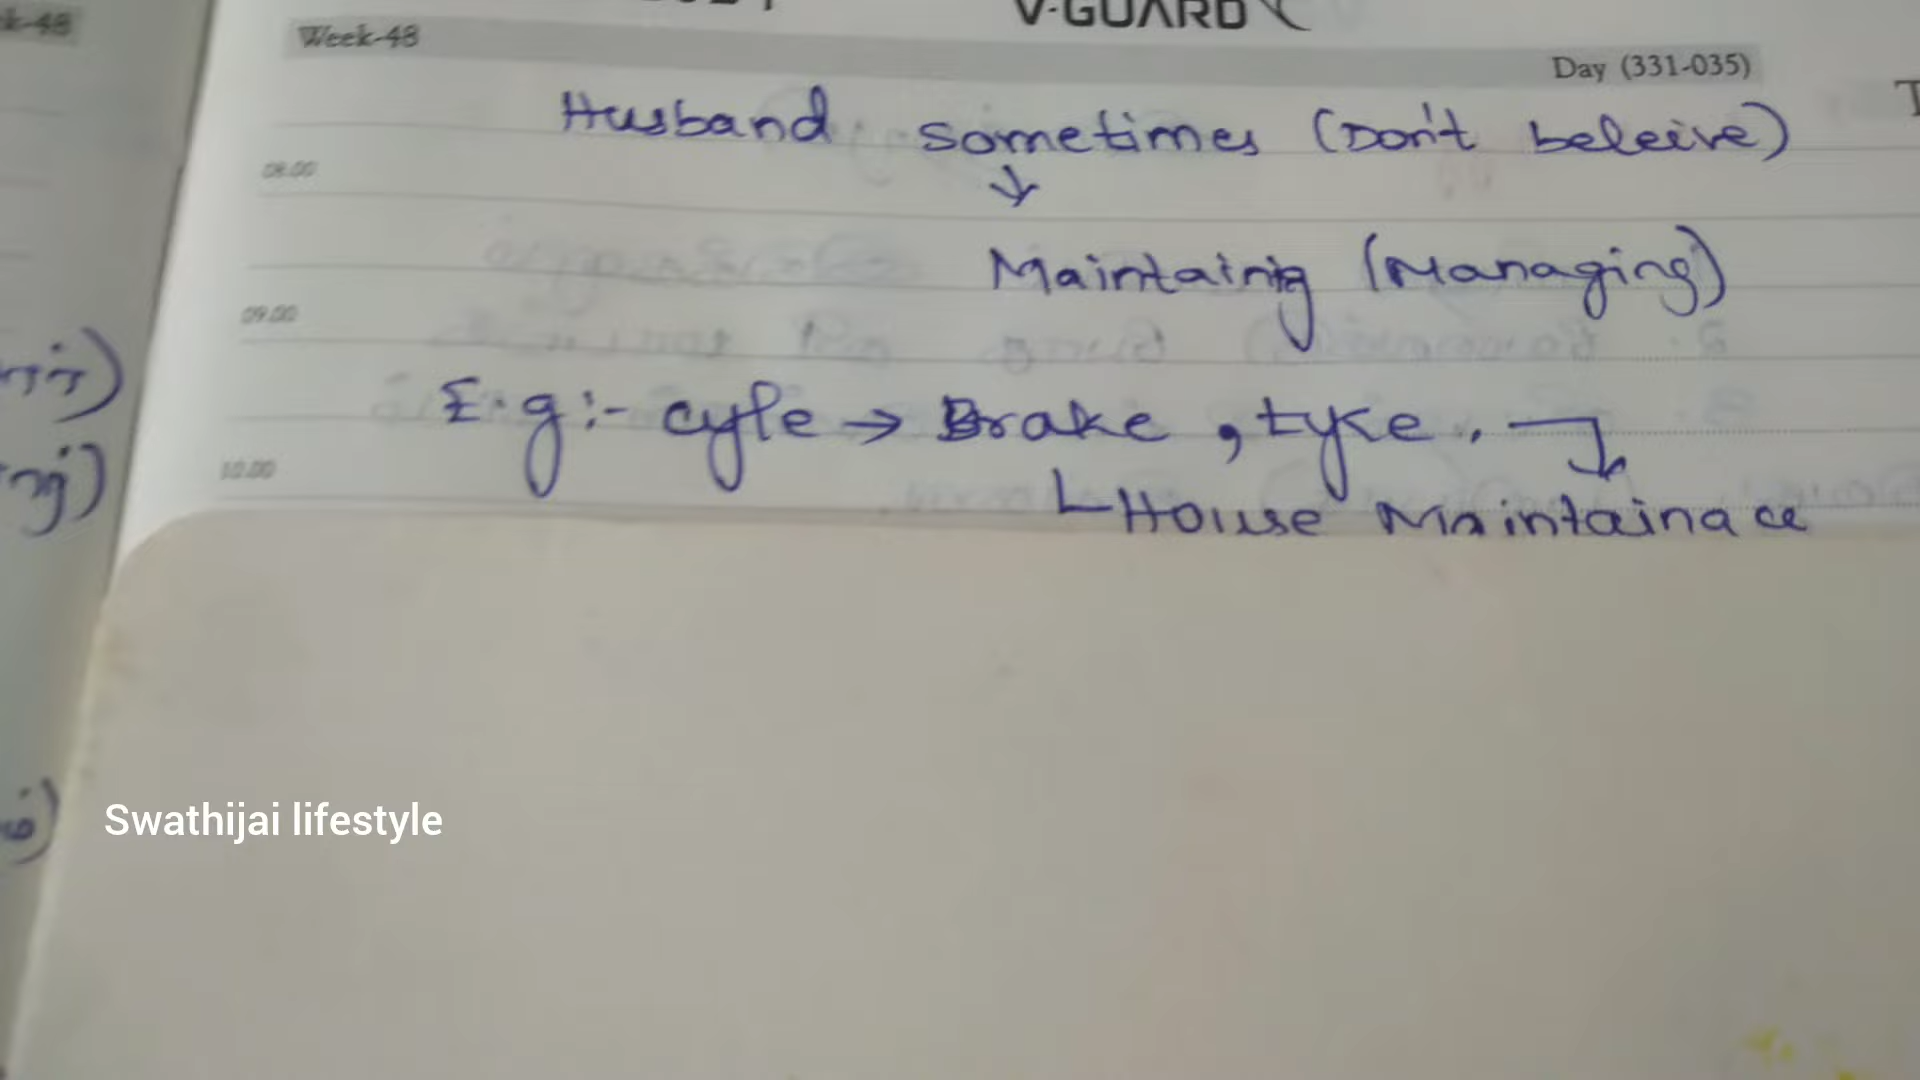 V-GUARD
Week-48
Day (331-035)
Husband sometimes (Don't beleive)
08.00
Maintainig (Managing)
09.00
E.g:- cyle → Brake, tyre.
10.00
House Maintainace
Swathijai lifestyle